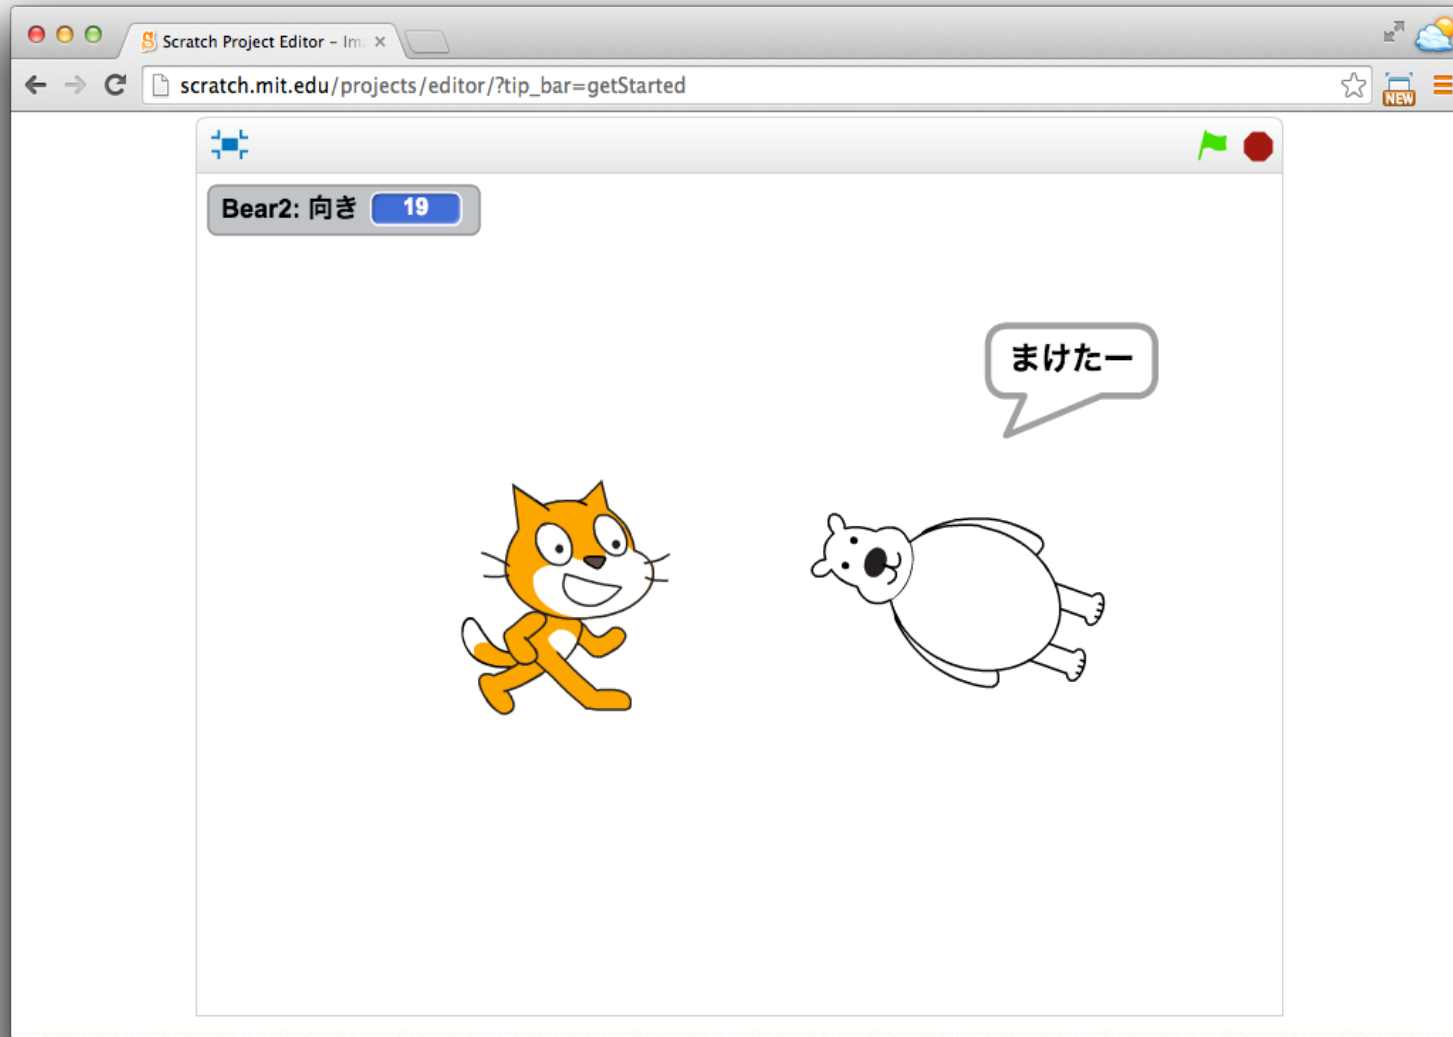 Scratch Project Editor – Im
scratch.mit.edu/projects/editor/?tip_bar=getStarted
NEW
Bear2: 向き 19
まけたー